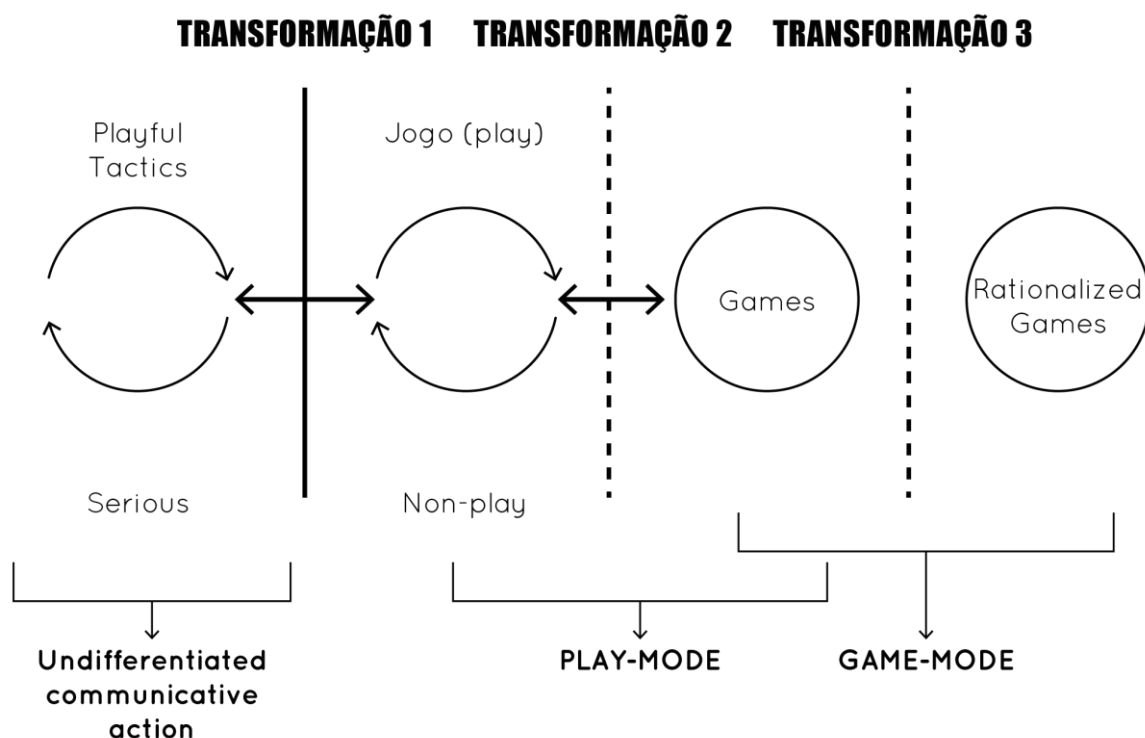 TRANSFORMAÇÃO 1 TRANSFORMAÇÃO 2 TRANSFORMAÇÃO 3
Playful
Tactics
Jogo (play)
Games
Rationalized
Games
Serious
Non-play
Undifferentiated
communicative
action
PLAY-MODE
GAME-MODE